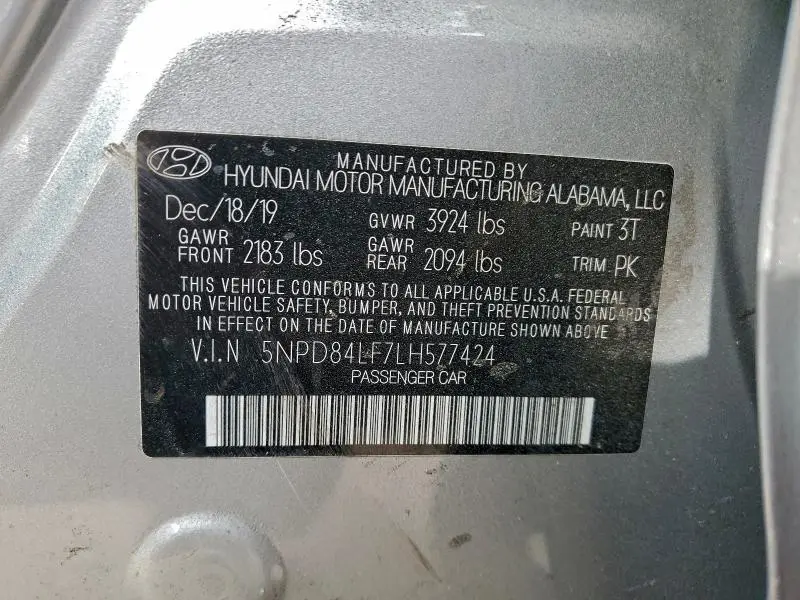 MANUFACTURED BY
HYUNDAI MOTOR MANUFACTURING ALABAMA, LLC
Dec/18/19 GVWR 3924 lbs PAINT 3T
GAWR FRONT 2183 lbs GAWR REAR 2094 lbs TRIM PK
THIS VEHICLE CONFORMS TO ALL APPLICABLE U.S.A. FEDERAL
MOTOR VEHICLE SAFETY, BUMPER, AND THEFT PREVENTION STANDARDS
IN EFFECT ON THE DATE OF MANUFACTURE SHOWN ABOVE
V.I.N 5NPD84LF7LH577424
PASSENGER CAR